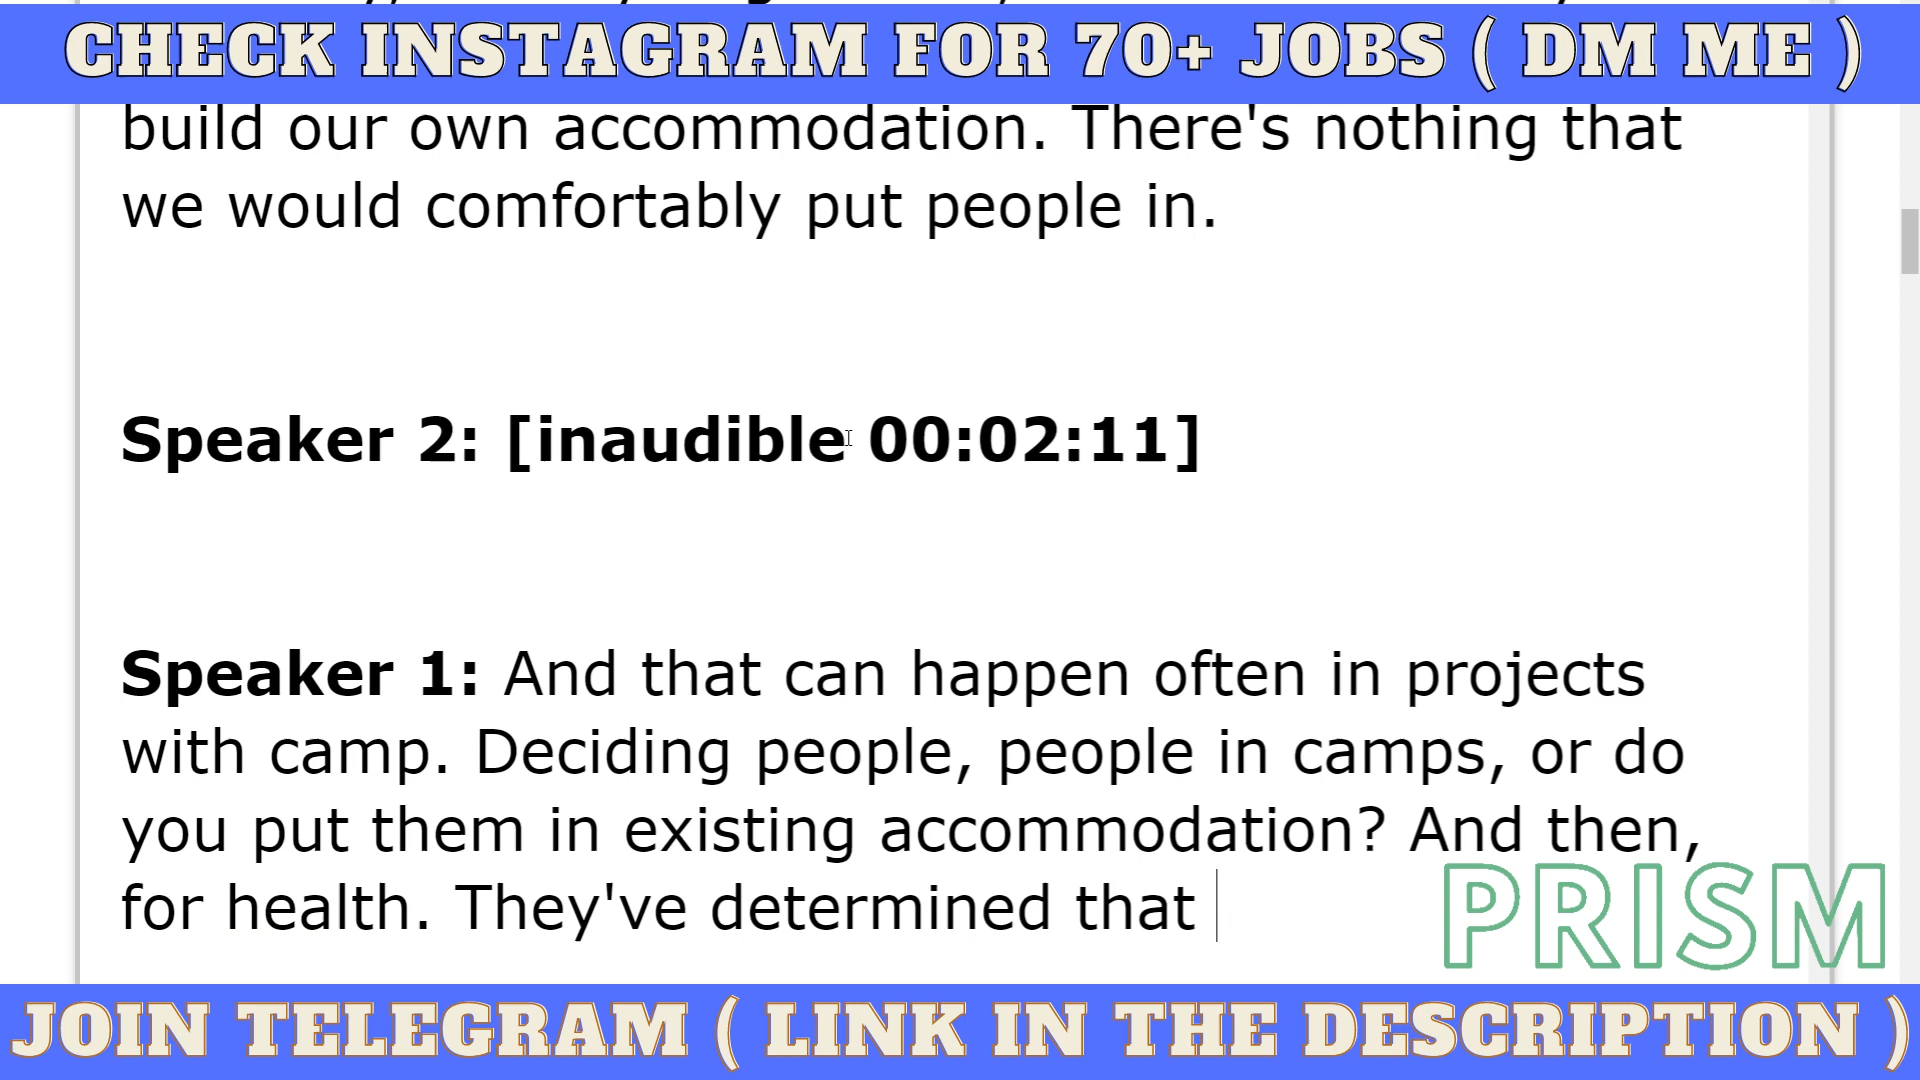 CHECK INSTAGRAM FOR 70+ JOBS ( DM ME )
build our own accommodation. There's nothing that
we would comfortably put people in.
Speaker 2: [inaudible 00:02:11]
Speaker 1: And that can happen often in projects
with camp. Deciding people, people in camps, or do
you put them in existing accommodation? And then,
for health. They've determined that
PRISM
JOIN TELEGRAM ( LINK IN THE DESCRIPTION )